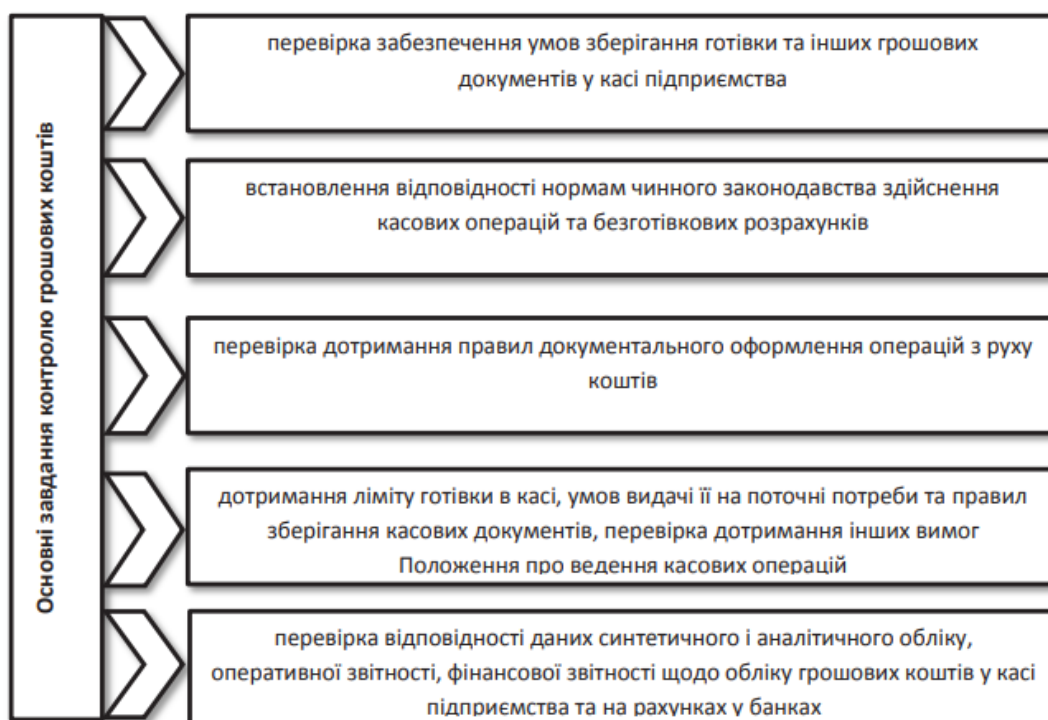 Основні завдання контролю грошових коштів
перевірка забезпечення умов зберігання готівки та інших грошових
документів у касі підприємства
встановлення відповідності нормам чинного законодавства здійснення
касових операцій та безготівкових розрахунків
перевірка дотримання правил документального оформлення операцій з руху
коштів
дотримання ліміту готівки в касі, умов видачі її на поточні потреби та правил
зберігання касових документів, перевірка дотримання інших вимог
Положення про ведення касових операцій
перевірка відповідності даних синтетичного і аналітичного обліку,
оперативної звітності, фінансової звітності щодо обліку грошових коштів у касі
підприємства та на рахунках у банках